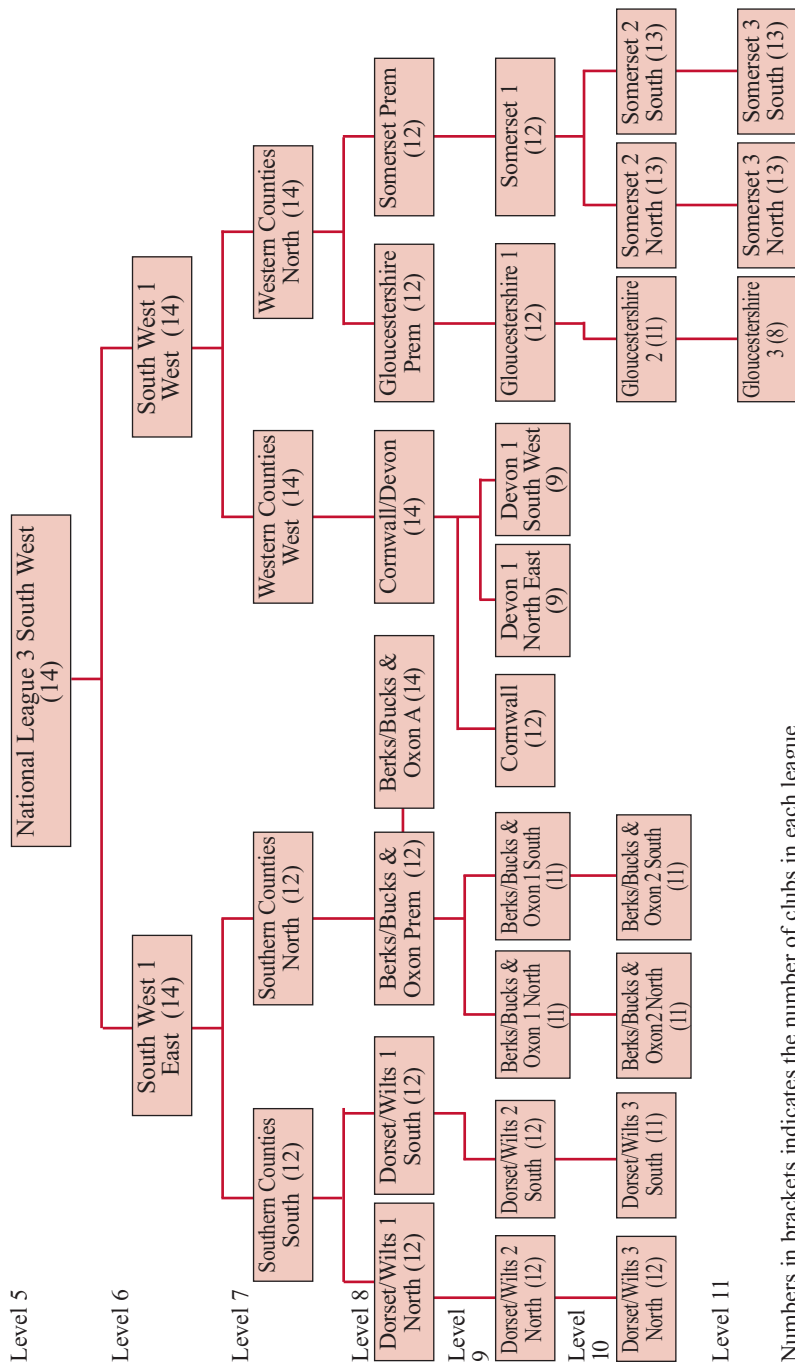 Level 5
National League 3 South West
(14)
Level 6
South West 1
East (14)
South West 1
West (14)
Level 7
Southern Counties
South (12)
Southern Counties
North (12)
Western Counties
West (14)
Western Counties
North (14)
Level 8
Dorset/Wilts 1
North (12)
Dorset/Wilts 1
South (12)
Berks/Bucks &
Oxon Prem (12)
Berks/Bucks &
Oxon A (14)
Cornwall/Devon
(14)
Gloucestershire
Prem (12)
Somerset Prem
(12)
Level
9
Dorset/Wilts 2
North (12)
Dorset/Wilts 2
South (12)
Berks/Bucks &
Oxon 1 North
(11)
Berks/Bucks &
Oxon 1 South
(11)
Cornwall
(12)
Devon 1
North East
(9)
Devon 1
South West
(9)
Gloucestershire 1
(12)
Somerset 1
(12)
Level
10
Dorset/Wilts 3
North (12)
Dorset/Wilts 3
South (11)
Berks/Bucks &
Oxon 2 North
(11)
Berks/Bucks &
Oxon 2 South
(11)
Gloucestershire
2 (11)
Somerset 2
North (13)
Somerset 2
South (13)
Level 11
Gloucestershire
3 (8)
Somerset 3
North (13)
Somerset 3
South (13)
Numbers in brackets indicates the number of clubs in each league